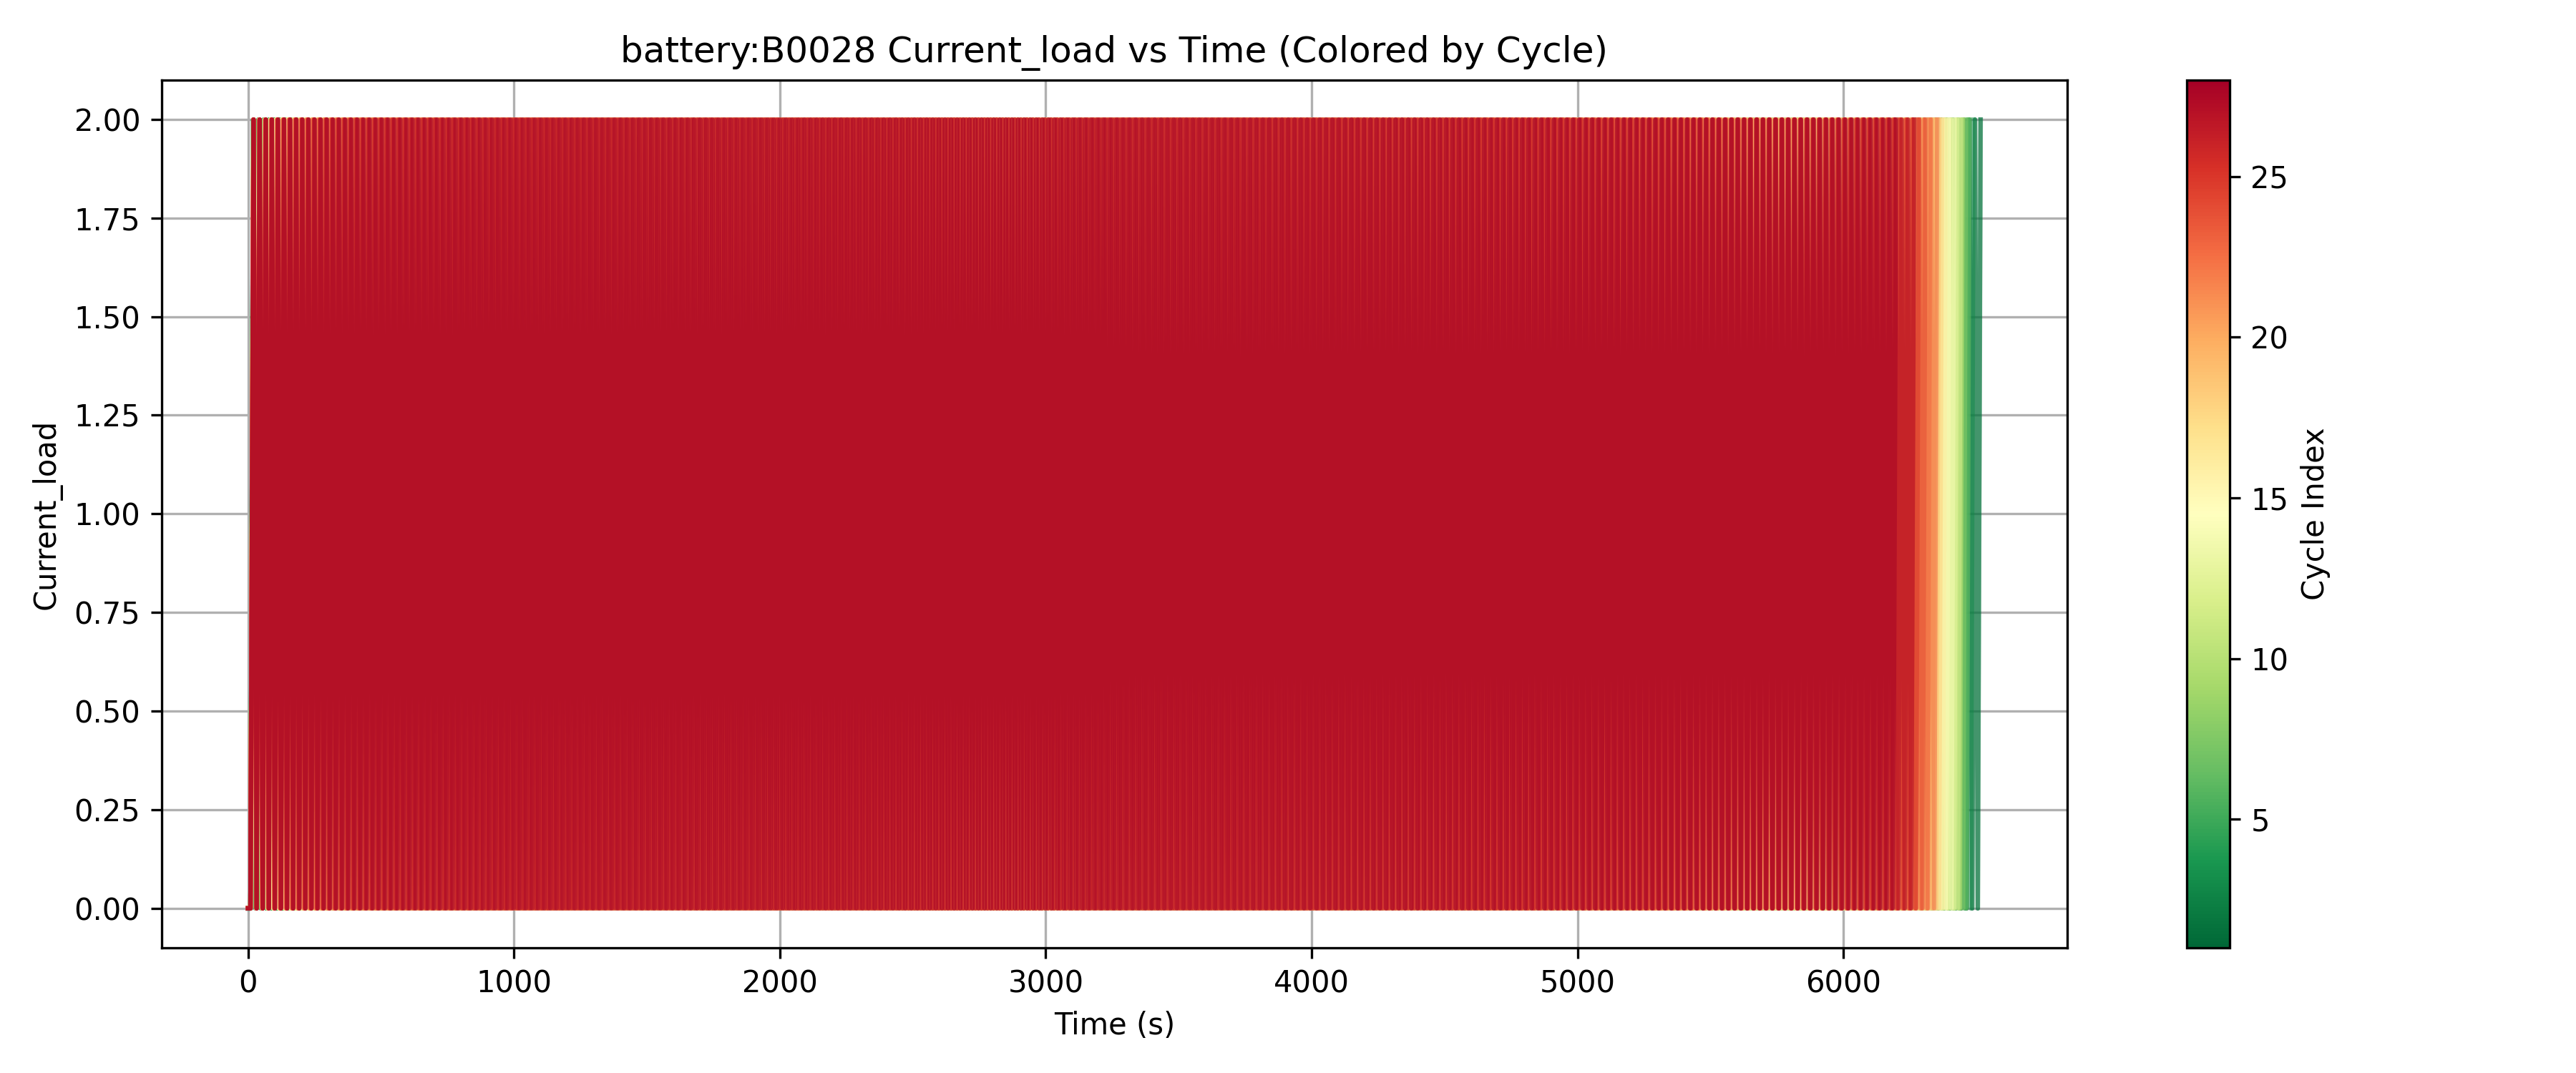 battery:B0028 Current_load vs Time (Colored by Cycle)
Current_load
2.00
1.75
1.50
1.25
1.00
0.75
0.50
0.25
0.00
0 1000 2000 3000 4000 5000 6000
Time (s)
25
20
15
10
5
Cycle Index